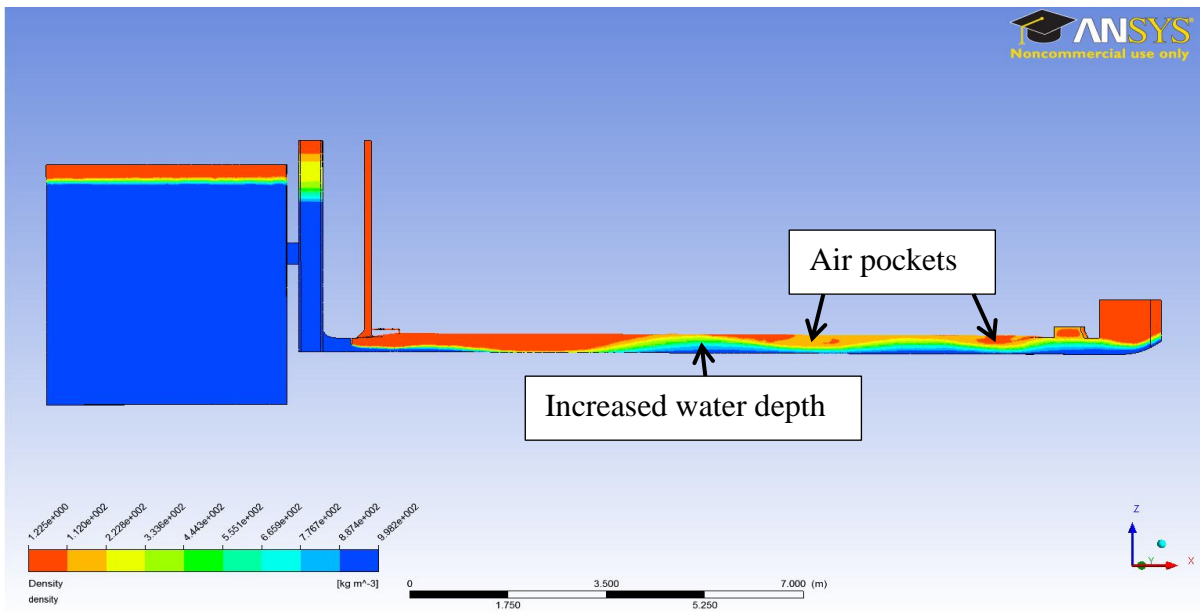 ANSYS
Noncommercial use only
Air pockets
Increased water depth
1.225e+000
1.120e+002
2.228e+002
3.336e+002
4.443e+002
5.551e+002
6.659e+002
7.767e+002
8.874e+002
9.982e+002
Density [kg m^-3]
density
0 3.500 7.000 (m)
1.750 5.250
Z
Y X